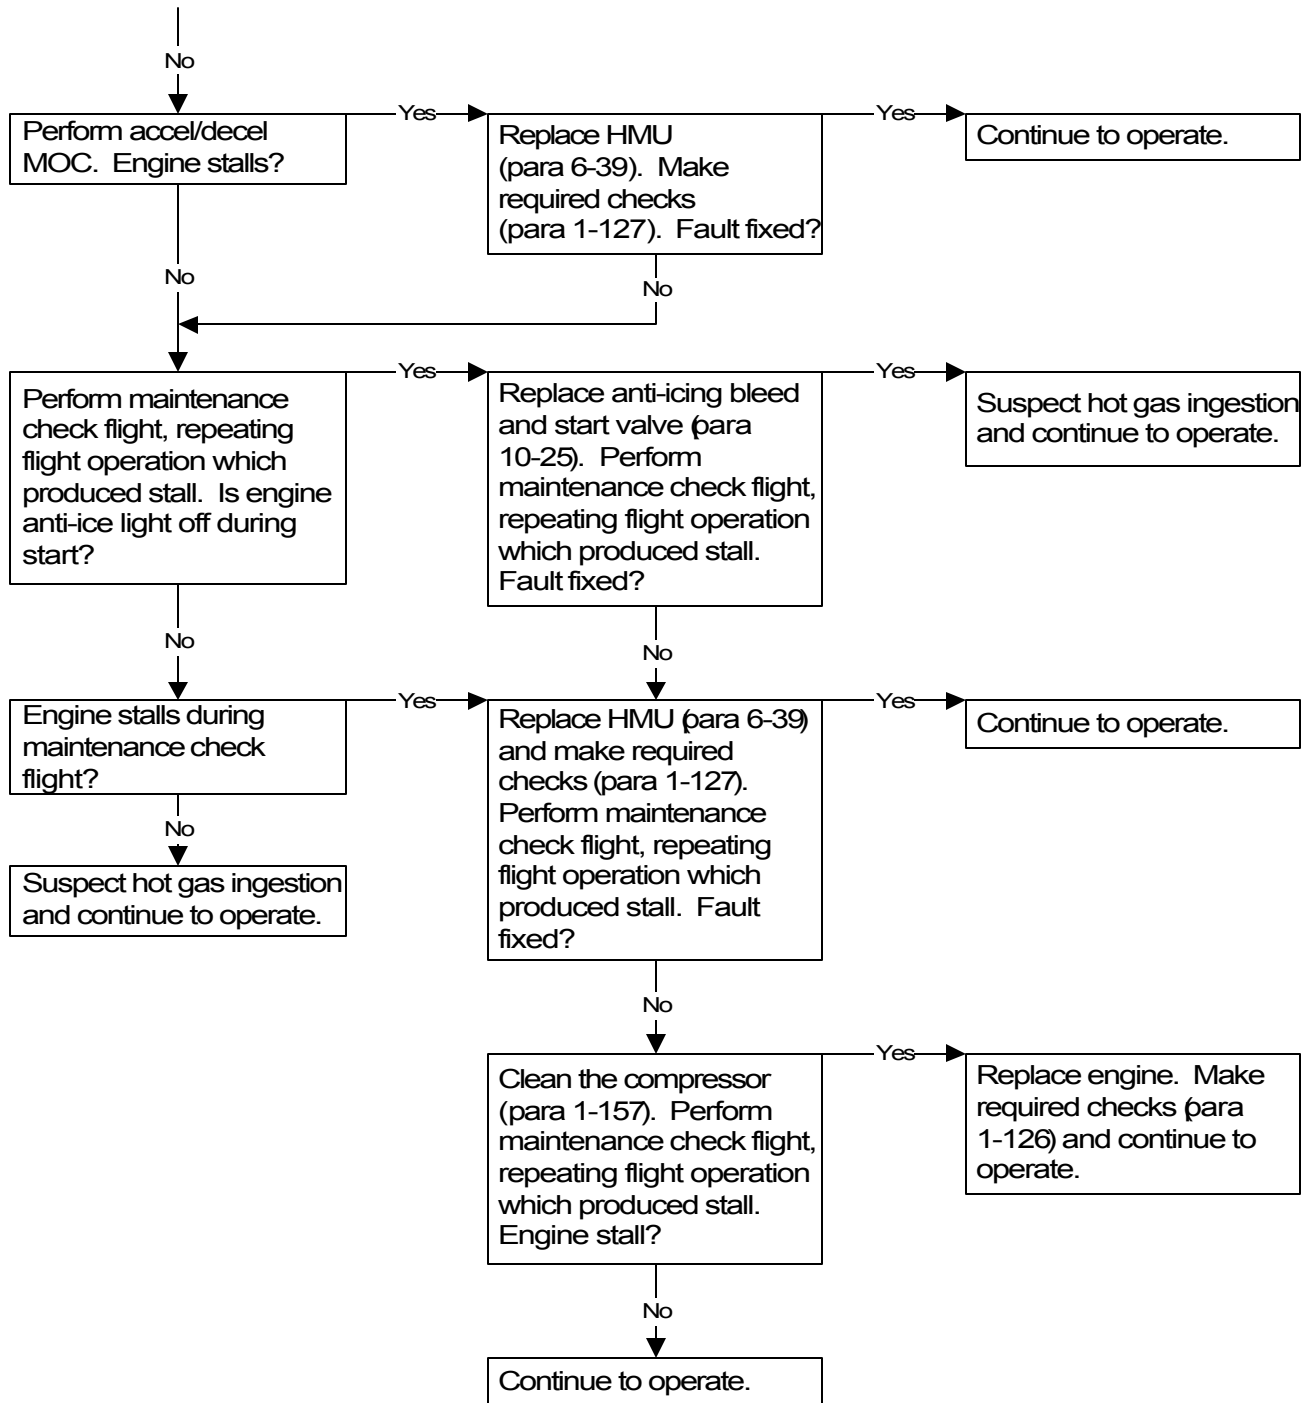 No
Perform accel/decel
MOC. Engine stalls?
Yes
Replace HMU
(para 6-39). Make
required checks
(para 1-127). Fault fixed?
Yes
Continue to operate.
No
No
Perform maintenance
check flight, repeating
flight operation which
produced stall. Is engine
anti-ice light off during
start?
Yes
Replace anti-icing bleed
and start valve (para
10-25). Perform
maintenance check flight,
repeating flight operation
which produced stall.
Fault fixed?
Yes
Suspect hot gas ingestion
and continue to operate.
No
No
Engine stalls during
maintenance check
flight?
Yes
Replace HMU (para 6-39)
and make required
checks (para 1-127).
Perform maintenance
check flight, repeating
flight operation which
produced stall. Fault
fixed?
Yes
Continue to operate.
No
Suspect hot gas ingestion
and continue to operate.
No
Clean the compressor
(para 1-157). Perform
maintenance check flight,
repeating flight operation
which produced stall.
Engine stall?
Yes
Replace engine. Make
required checks (para
1-126) and continue to
operate.
No
Continue to operate.